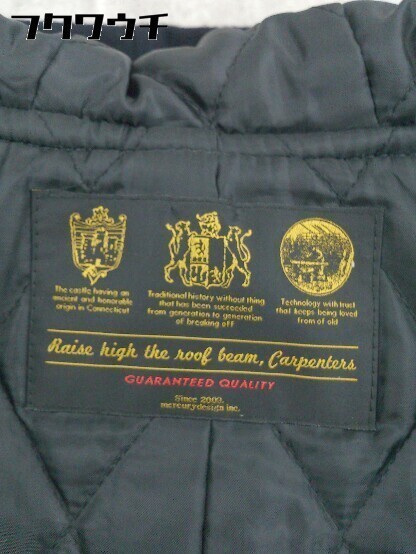 フクウウチ
The castle having an
ancient and honorable
origin in Connecticut
Traditional history without thing
that has been succeeded
from generation to generation
of breaking off
Technology with trust
that keeps being loved
from of old
Raise high the roof beam, Carpenters
GUARANTEED QUALITY
Since 2000.
mercurydesign inc.